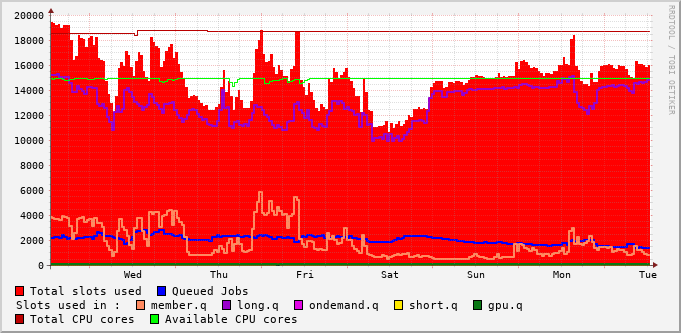 20000
18000
16000
14000
12000
10000
8000
6000
4000
2000
0
Wed Thu Fri Sat Sun Mon Tue
Total slots used Queued Jobs
Slots used in : member.q long.q ondemand.q short.q gpu.q
Total CPU cores Available CPU cores
RRDTOOL / TOBI OETIKER